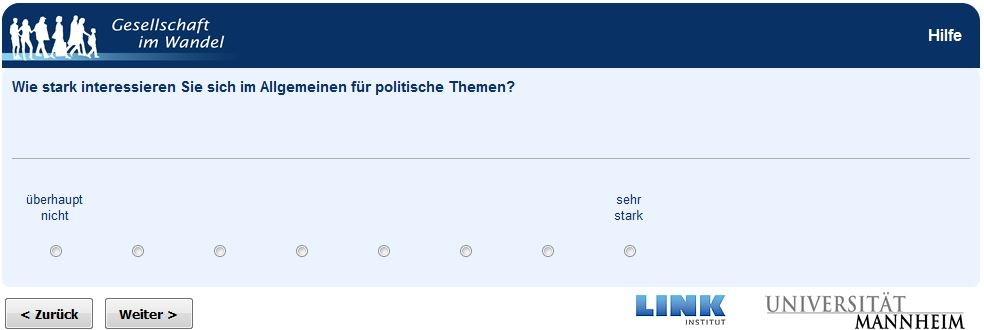 Gesellschaft
im Wandel
Hilfe
Wie stark interessieren Sie sich im Allgemeinen für politische Themen?
überhaupt
nicht
sehr
stark
< Zurück
Weiter >
LINK
INSTITUT
UNIVERSITÄT
MANNHEIM